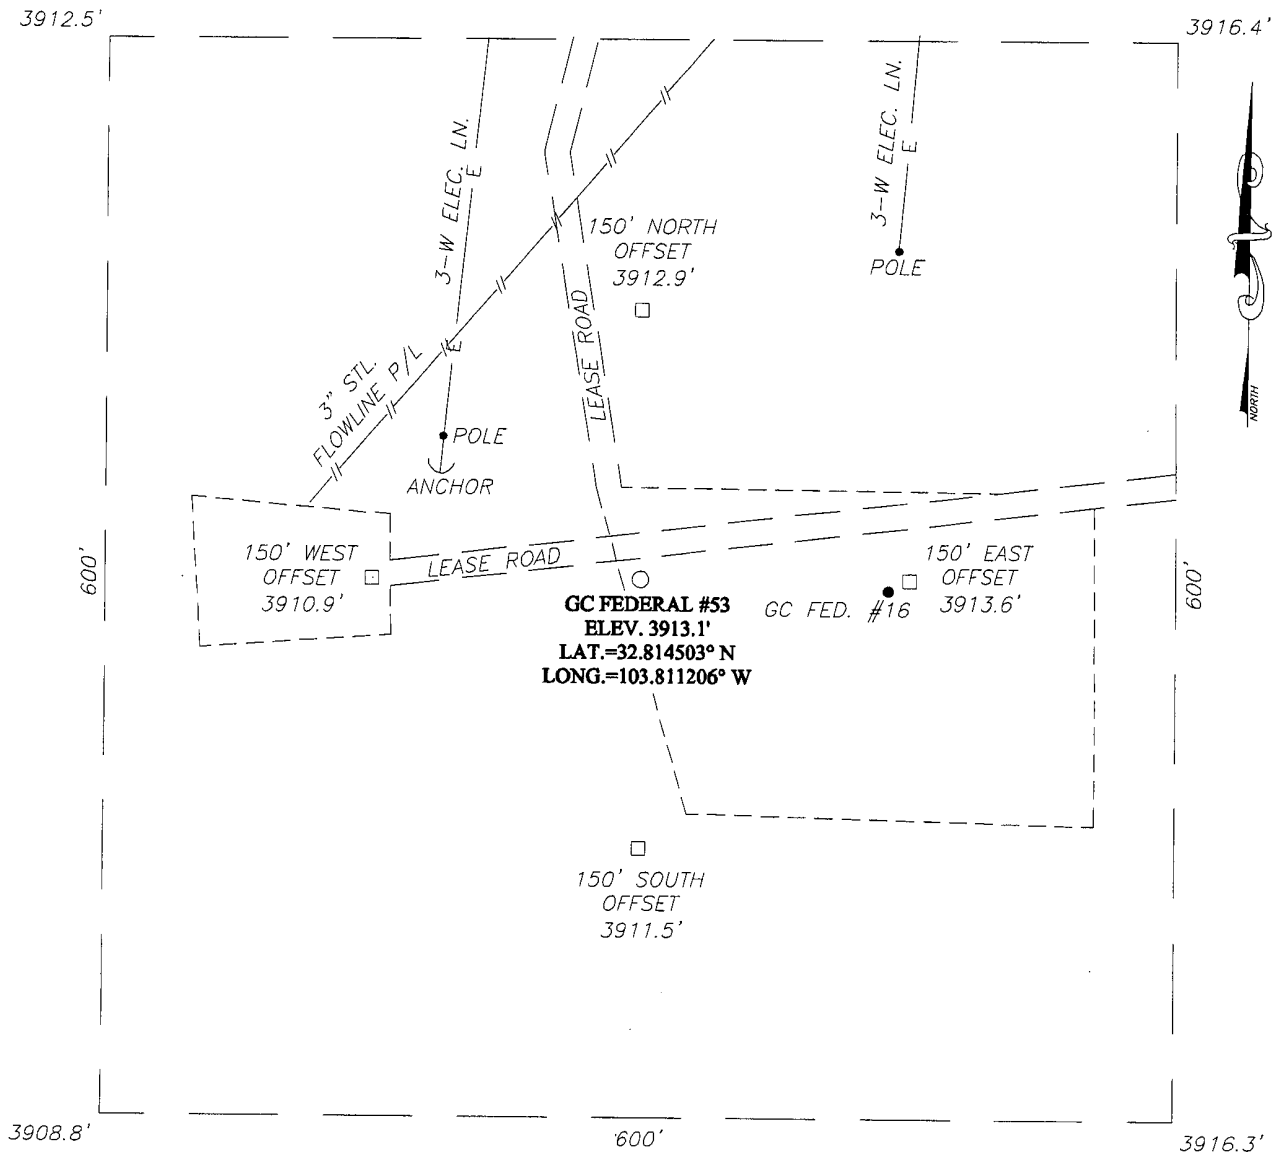 3912.5'
3916.4'
3-W ELEC. LN.
E
E
3-W ELEC. LN.
E
150' NORTH
OFFSET
3912.9'
POLE
LEASE ROAD
3" STL.
FLOWLINE P/L
POLE
ANCHOR
NORTH
600'
150' WEST
OFFSET
3910.9'
LEASE ROAD
GC FEDERAL #53
ELEV. 3913.1'
LAT.=32.814503° N
LONG.=103.811206° W
GC FED. #16
150' EAST
OFFSET
3913.6'
600'
150' SOUTH
OFFSET
3911.5'
3908.8'
600'
3916.3'